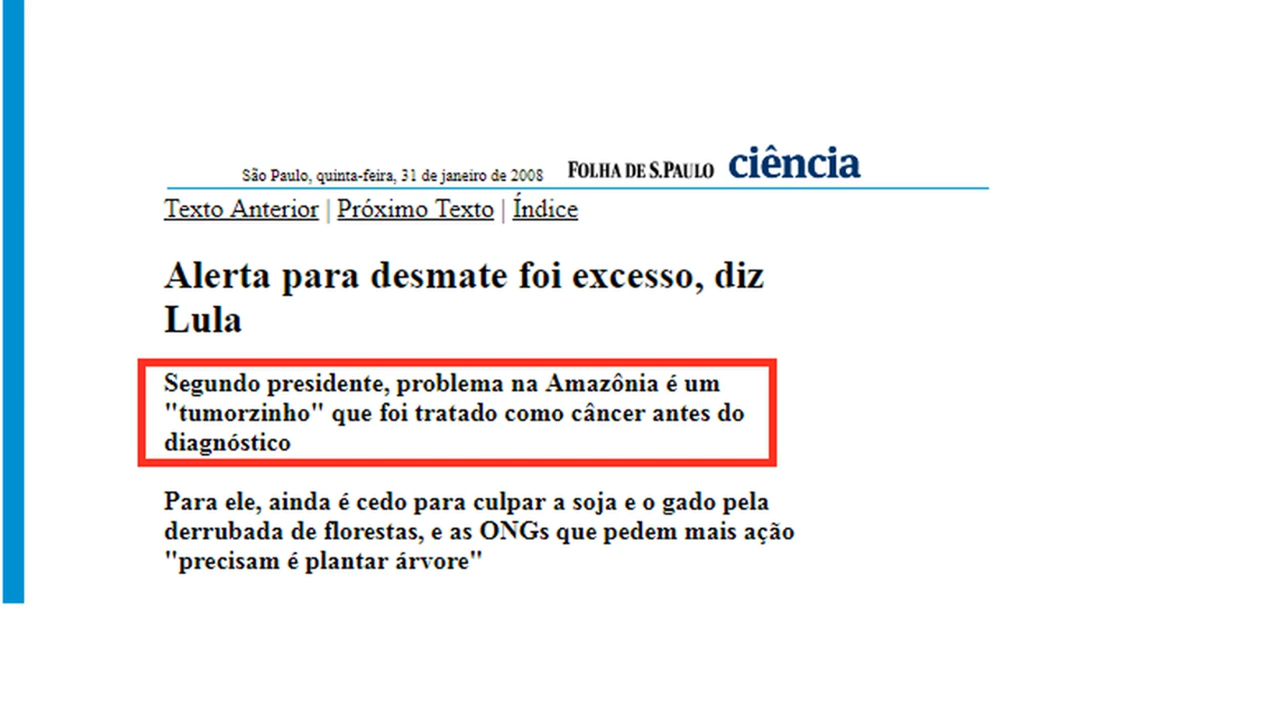 São Paulo, quinta-feira, 31 de janeiro de 2008 FOLHA DE S.PAULO ciência
Texto Anterior | Próximo Texto | Índice
Alerta para desmate foi excesso, diz
Lula
Segundo presidente, problema na Amazônia é um
"tumorzinho" que foi tratado como câncer antes do
diagnóstico
Para ele, ainda é cedo para culpar a soja e o gado pela
derrubada de florestas, e as ONGs que pedem mais ação
"precisam é plantar árvore"